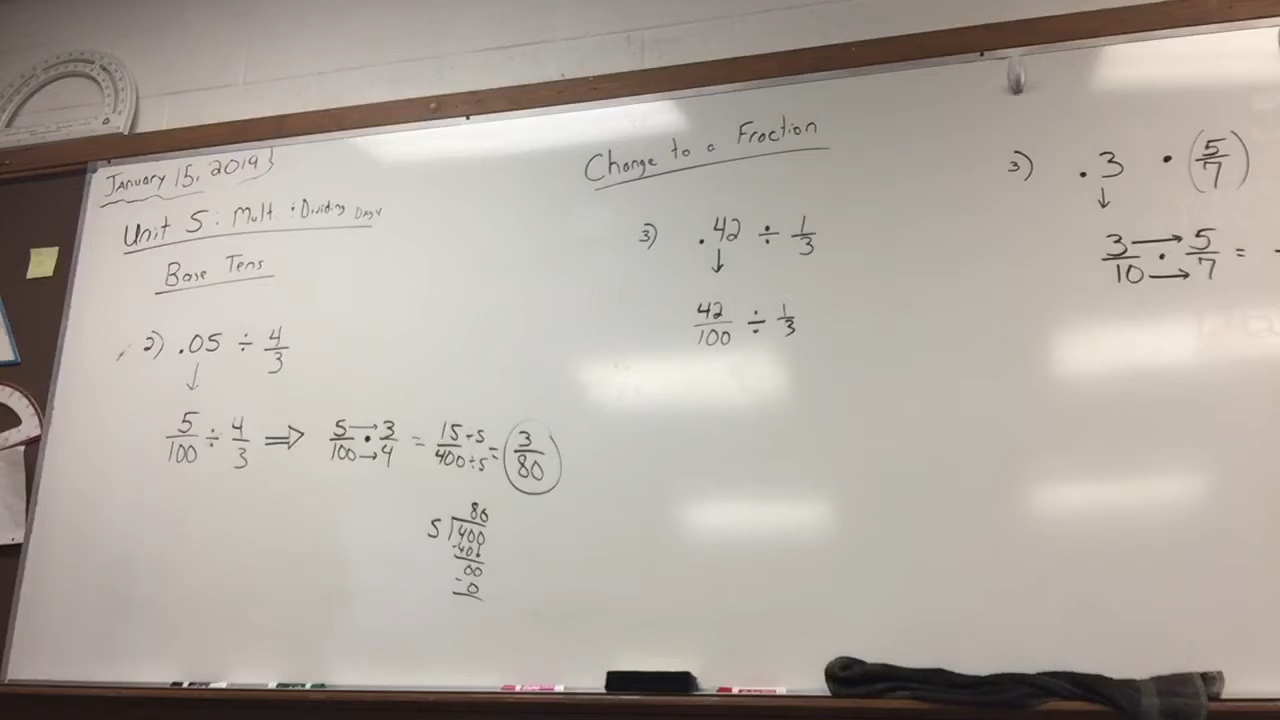 January 15, 2019
Unit 5: Mult ÷ Dividing Day
Base Tens
2) .05 ÷ 4/3
↓
5/100 ÷ 4/3 ⇒ 5/100 • 3/4 = 15÷5/400÷5 = 3/80
80
5 400
-40↓
00
-0
Change to a Fraction
3) .42 ÷ 1/3
↓
42/100 ÷ 1/3
3) .3 • (5/7)
↓
3/10 • 5/7 =